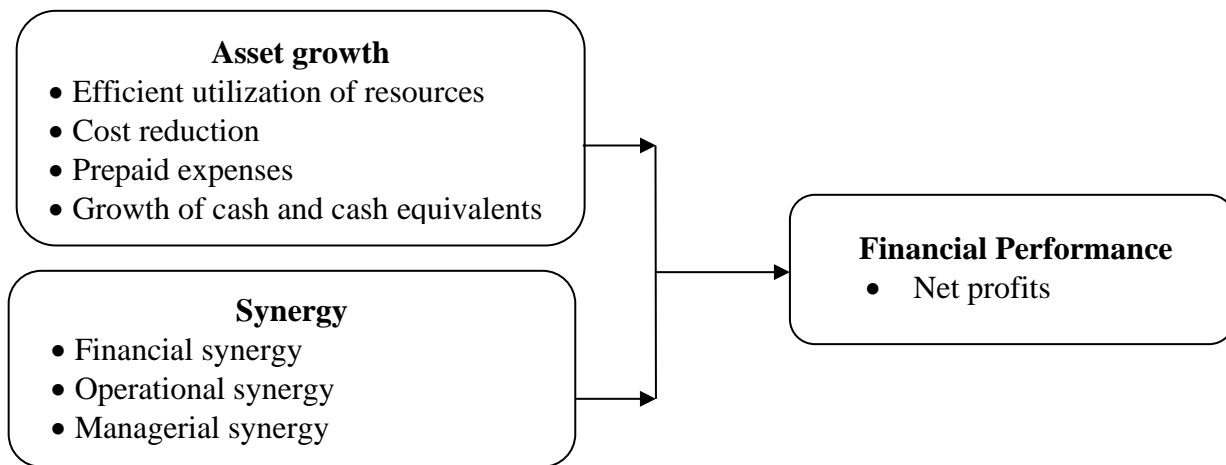 Asset growth
• Efficient utilization of resources
• Cost reduction
• Prepaid expenses
• Growth of cash and cash equivalents
Synergy
• Financial synergy
• Operational synergy
• Managerial synergy
Financial Performance
• Net profits